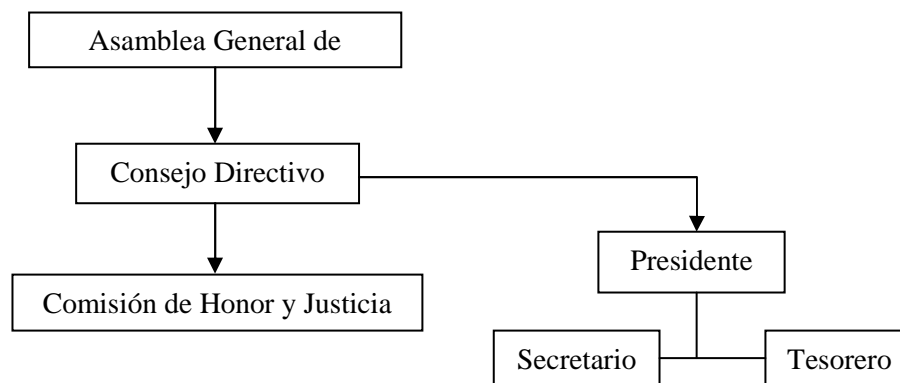 Asamblea General de
Consejo Directivo
Presidente
Comisión de Honor y Justicia
Secretario
Tesorero